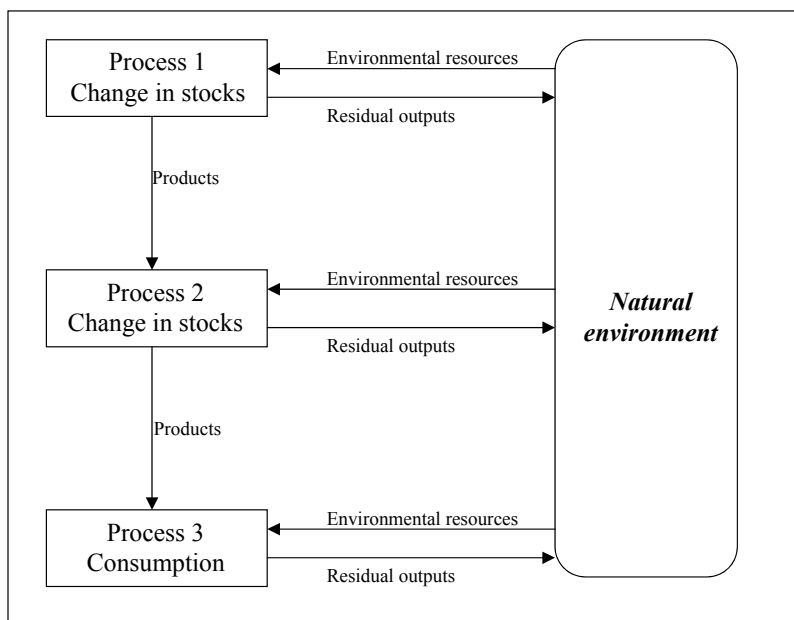 Process 1
Change in stocks
Environmental resources
Residual outputs
Products
Process 2
Change in stocks
Environmental resources
Residual outputs
Natural
environment
Products
Process 3
Consumption
Environmental resources
Residual outputs